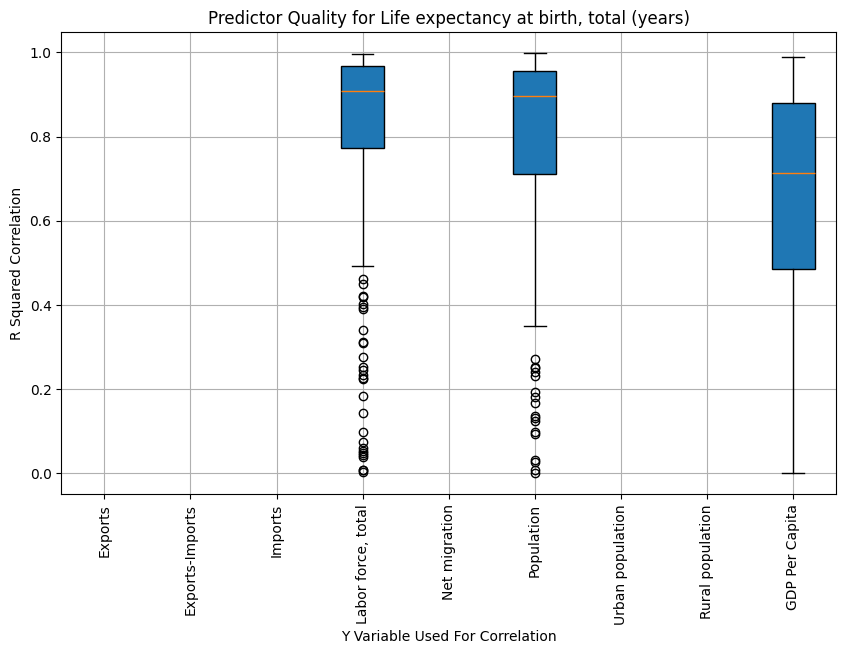 Predictor Quality for Life expectancy at birth, total (years)
R Squared Correlation
1.0
0.8
0.6
0.4
0.2
0.0
Exports
Exports-Imports
Imports
Labor force, total
Net migration
Population
Urban population
Rural population
GDP Per Capita
Y Variable Used For Correlation